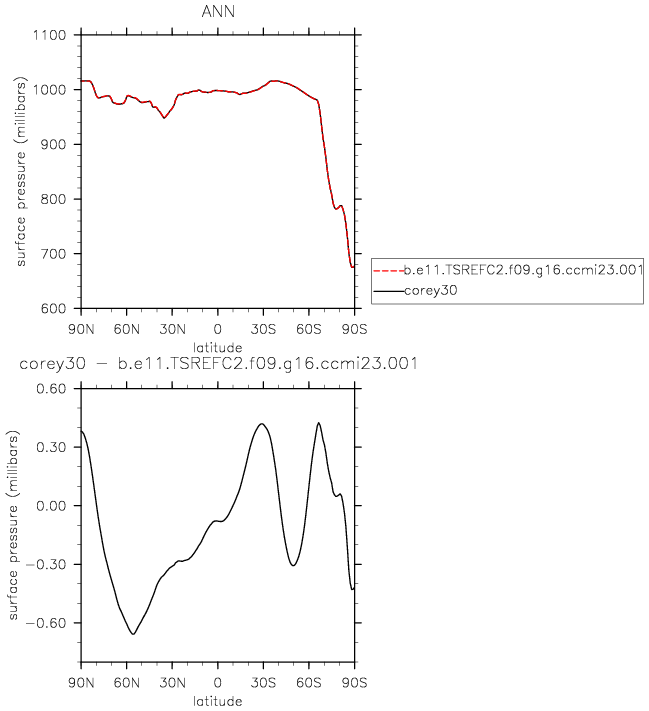 ANN
surface pressure (millibars)
1100
1000
900
800
700
600
90N 60N 30N 0 30S 60S 90S
latitude
b.e11.TSREFC2.f09.g16.ccmi23.001
corey30
corey30 - b.e11.TSREFC2.f09.g16.ccmi23.001
surface pressure (millibars)
0.60
0.30
0.00
-0.30
-0.60
90N 60N 30N 0 30S 60S 90S
latitude